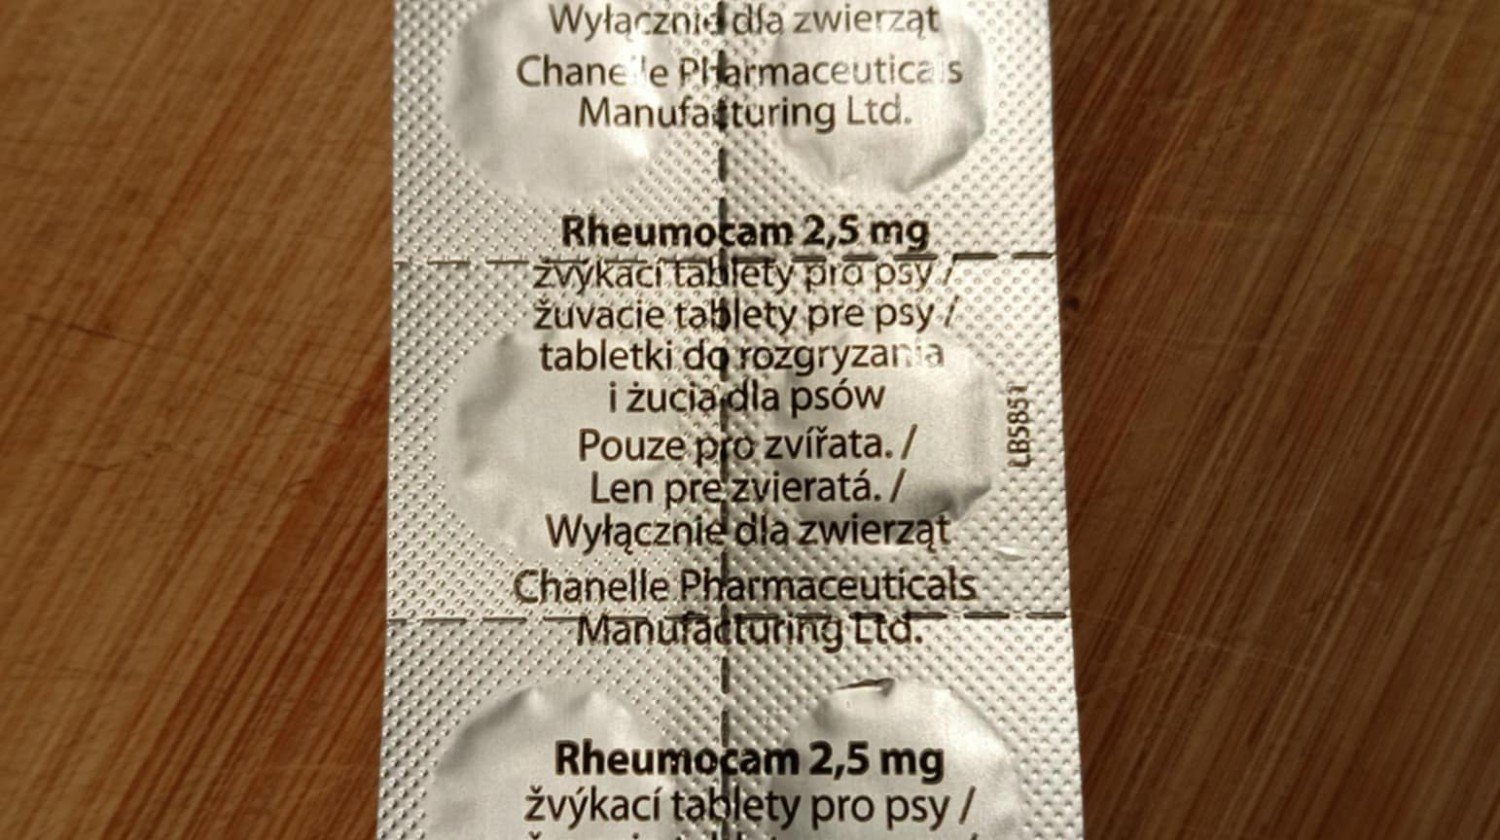 Wyłącznie dla zwierząt
Chanelle Pharmaceuticals
Manufacturing Ltd.
Rheumocam 2,5 mg
žvýkací tablety pro psy /
žuvacie tablety pre psy /
tabletki do rozgryzania
i żucia dla psów
Pouze pro zvířata. /
Len pre zvieratá. /
Wyłącznie dla zwierząt
Chanelle Pharmaceuticals
Manufacturing Ltd.
LB5851
Rheumocam 2,5 mg
žvýkací tablety pro psy /